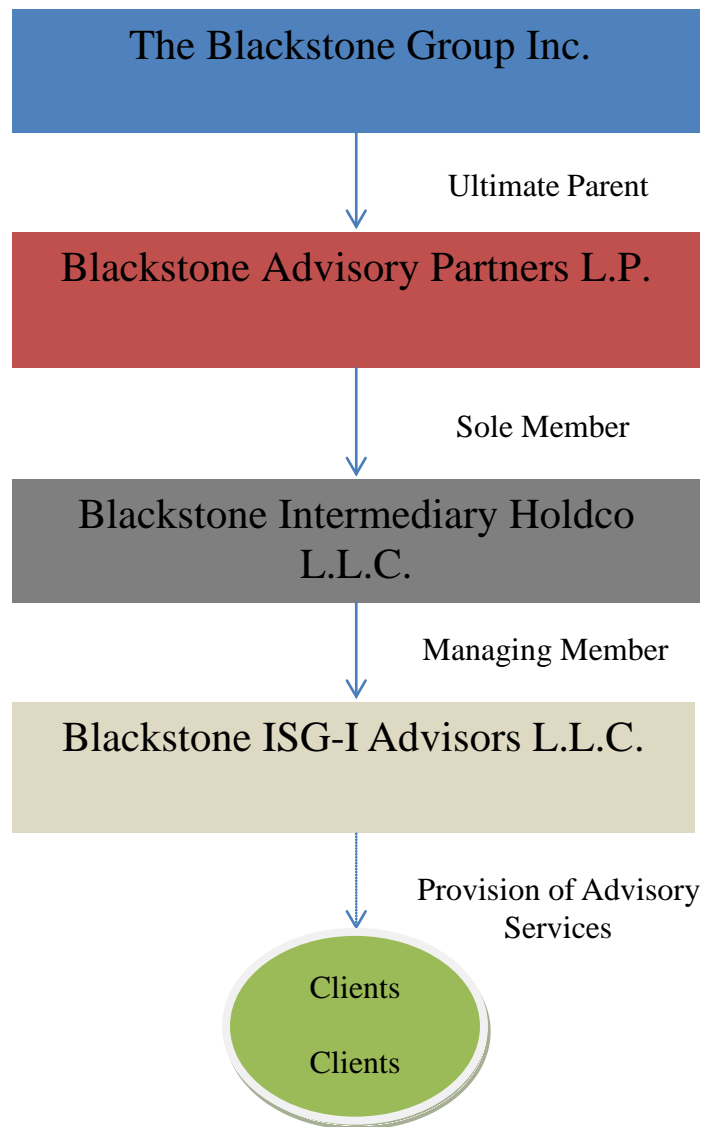 The Blackstone Group Inc.
Ultimate Parent
Blackstone Advisory Partners L.P.
Sole Member
Blackstone Intermediary Holdco
L.L.C.
Managing Member
Blackstone ISG-I Advisors L.L.C.
Provision of Advisory
Services
Clients
Clients